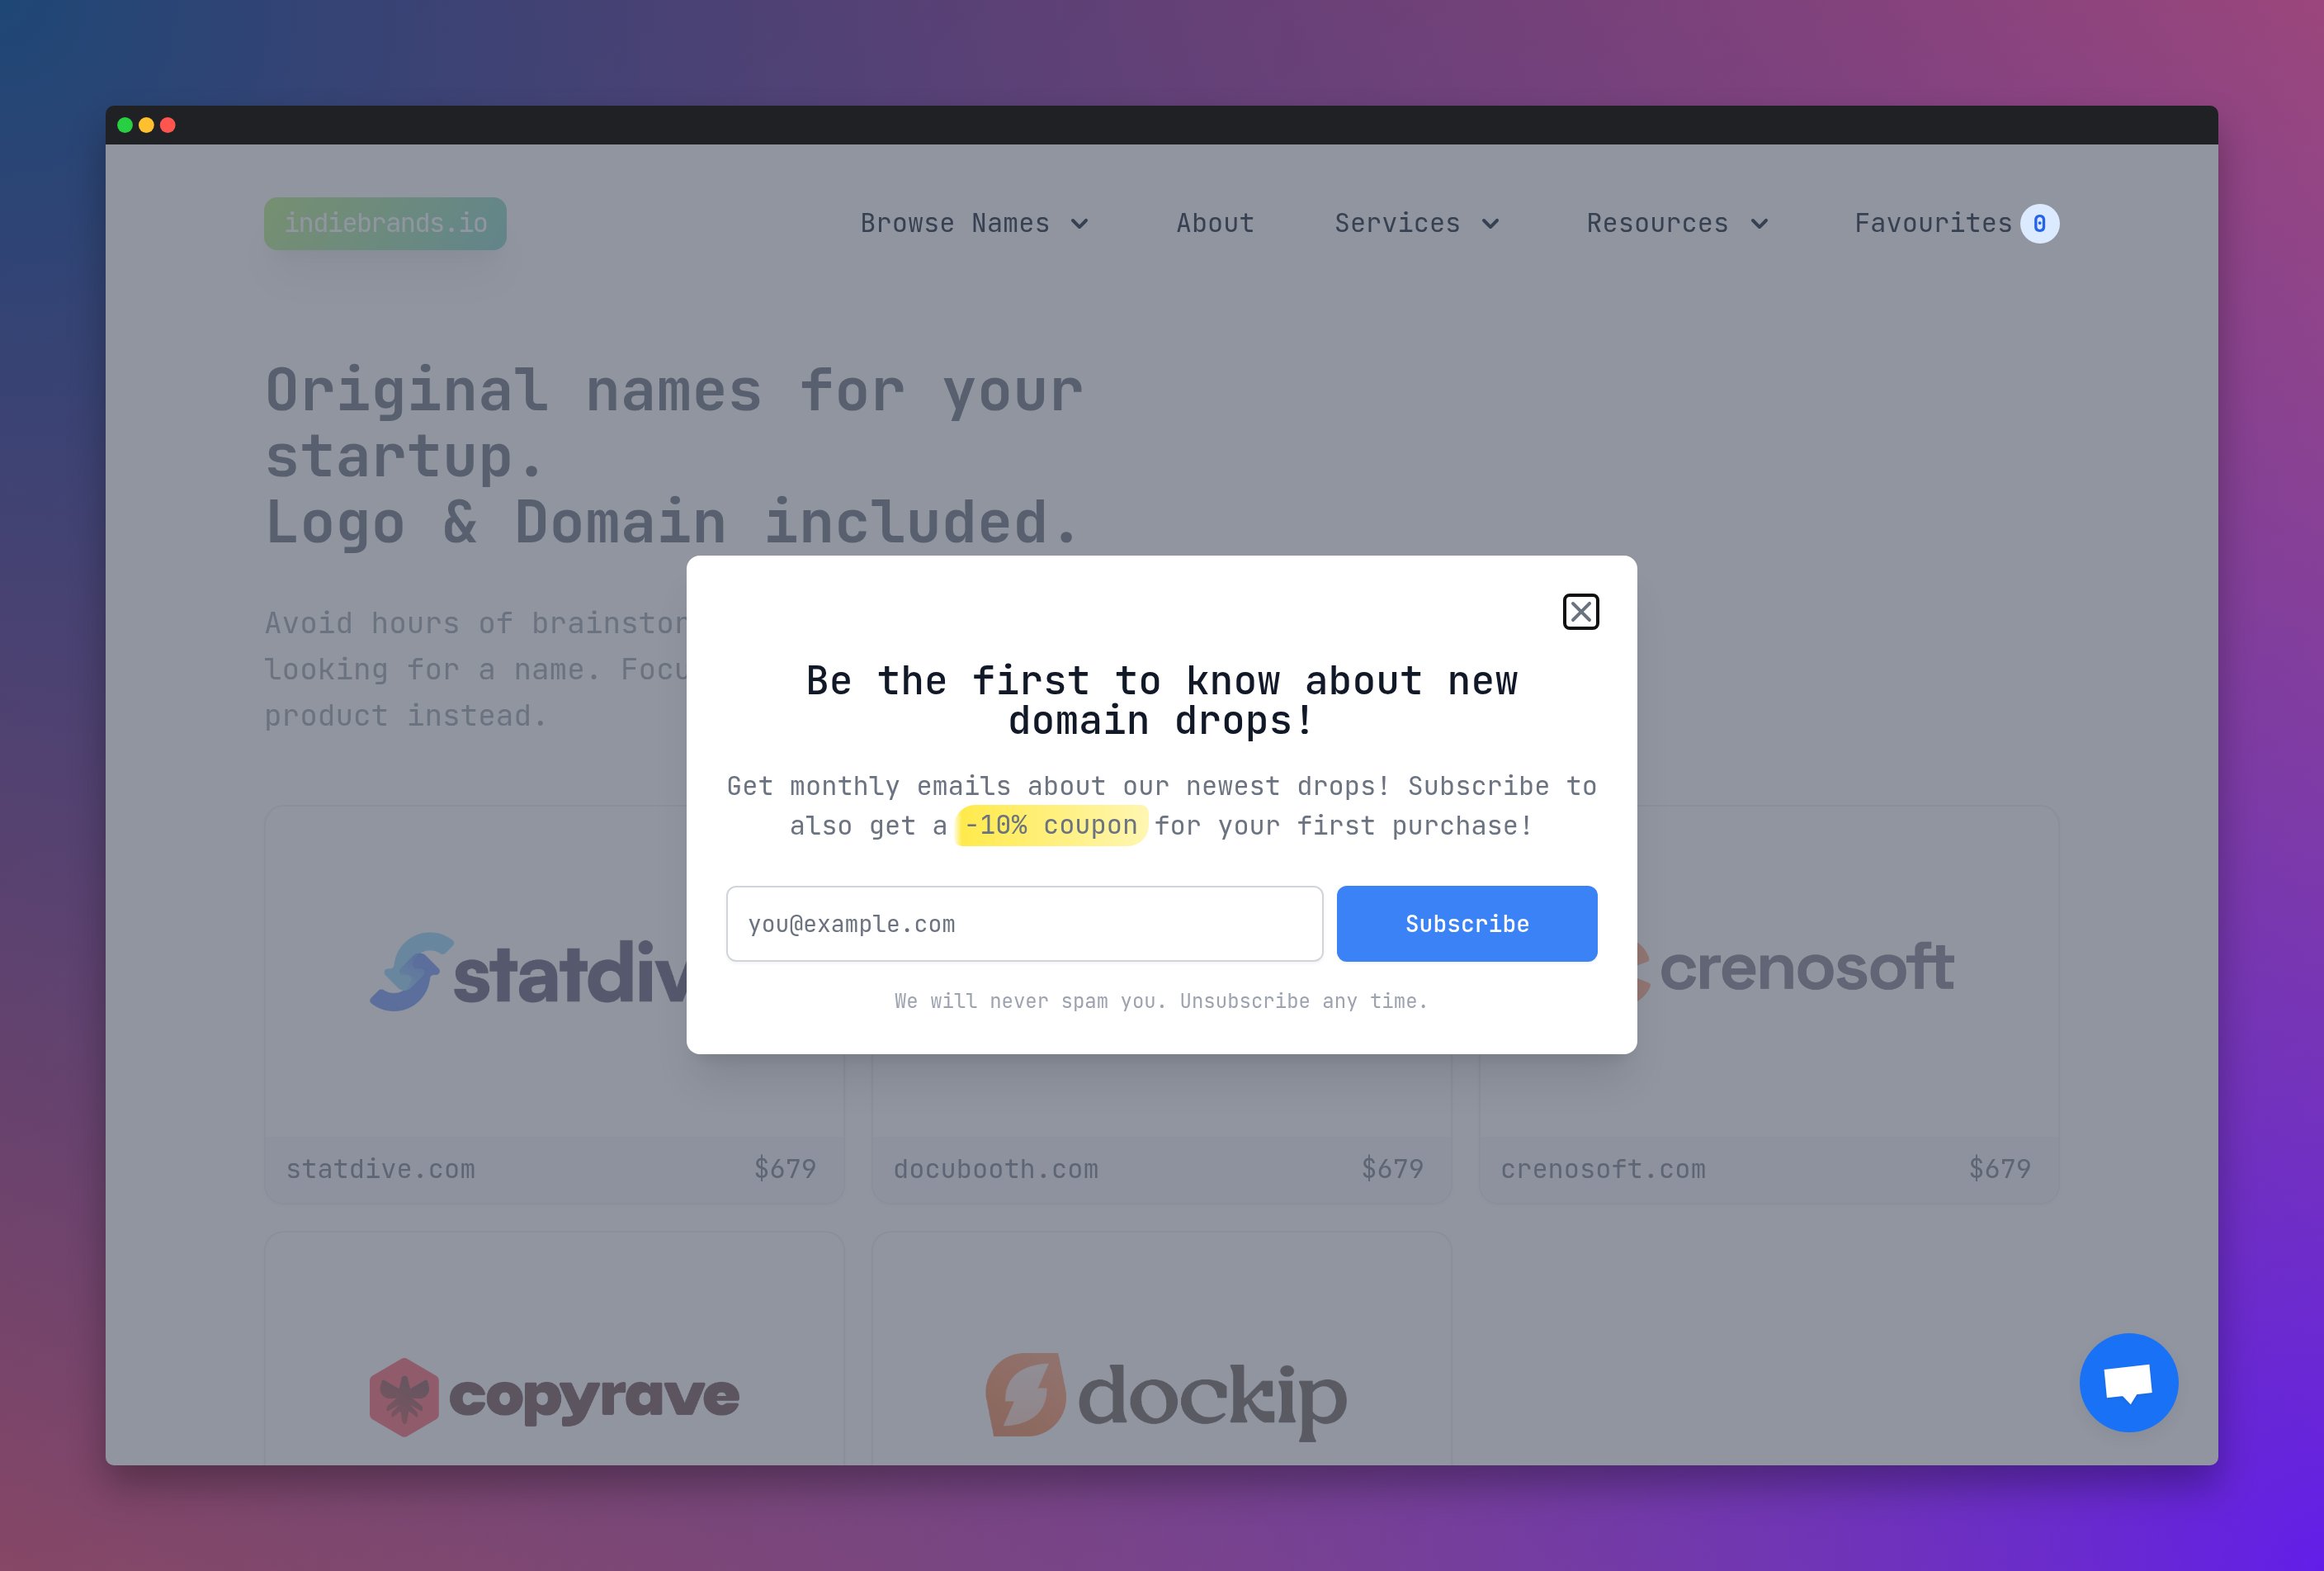 indiebrands.io
Browse Names
About
Services
Resources
Favourites 0
Original names for your
startup.
Logo & Domain included.
Avoid hours of
looking for a name.
product instead.
Be the first to know about new
domain drops!
Get monthly emails about our newest drops! Subscribe to
also get a -10% coupon for your first purchase!
you@example.com
Subscribe
We will never spam you. Unsubscribe any time.
crenosoft
statdive.com $679
docubooth.com $679
crenosoft.com $679
copyrave
dockip